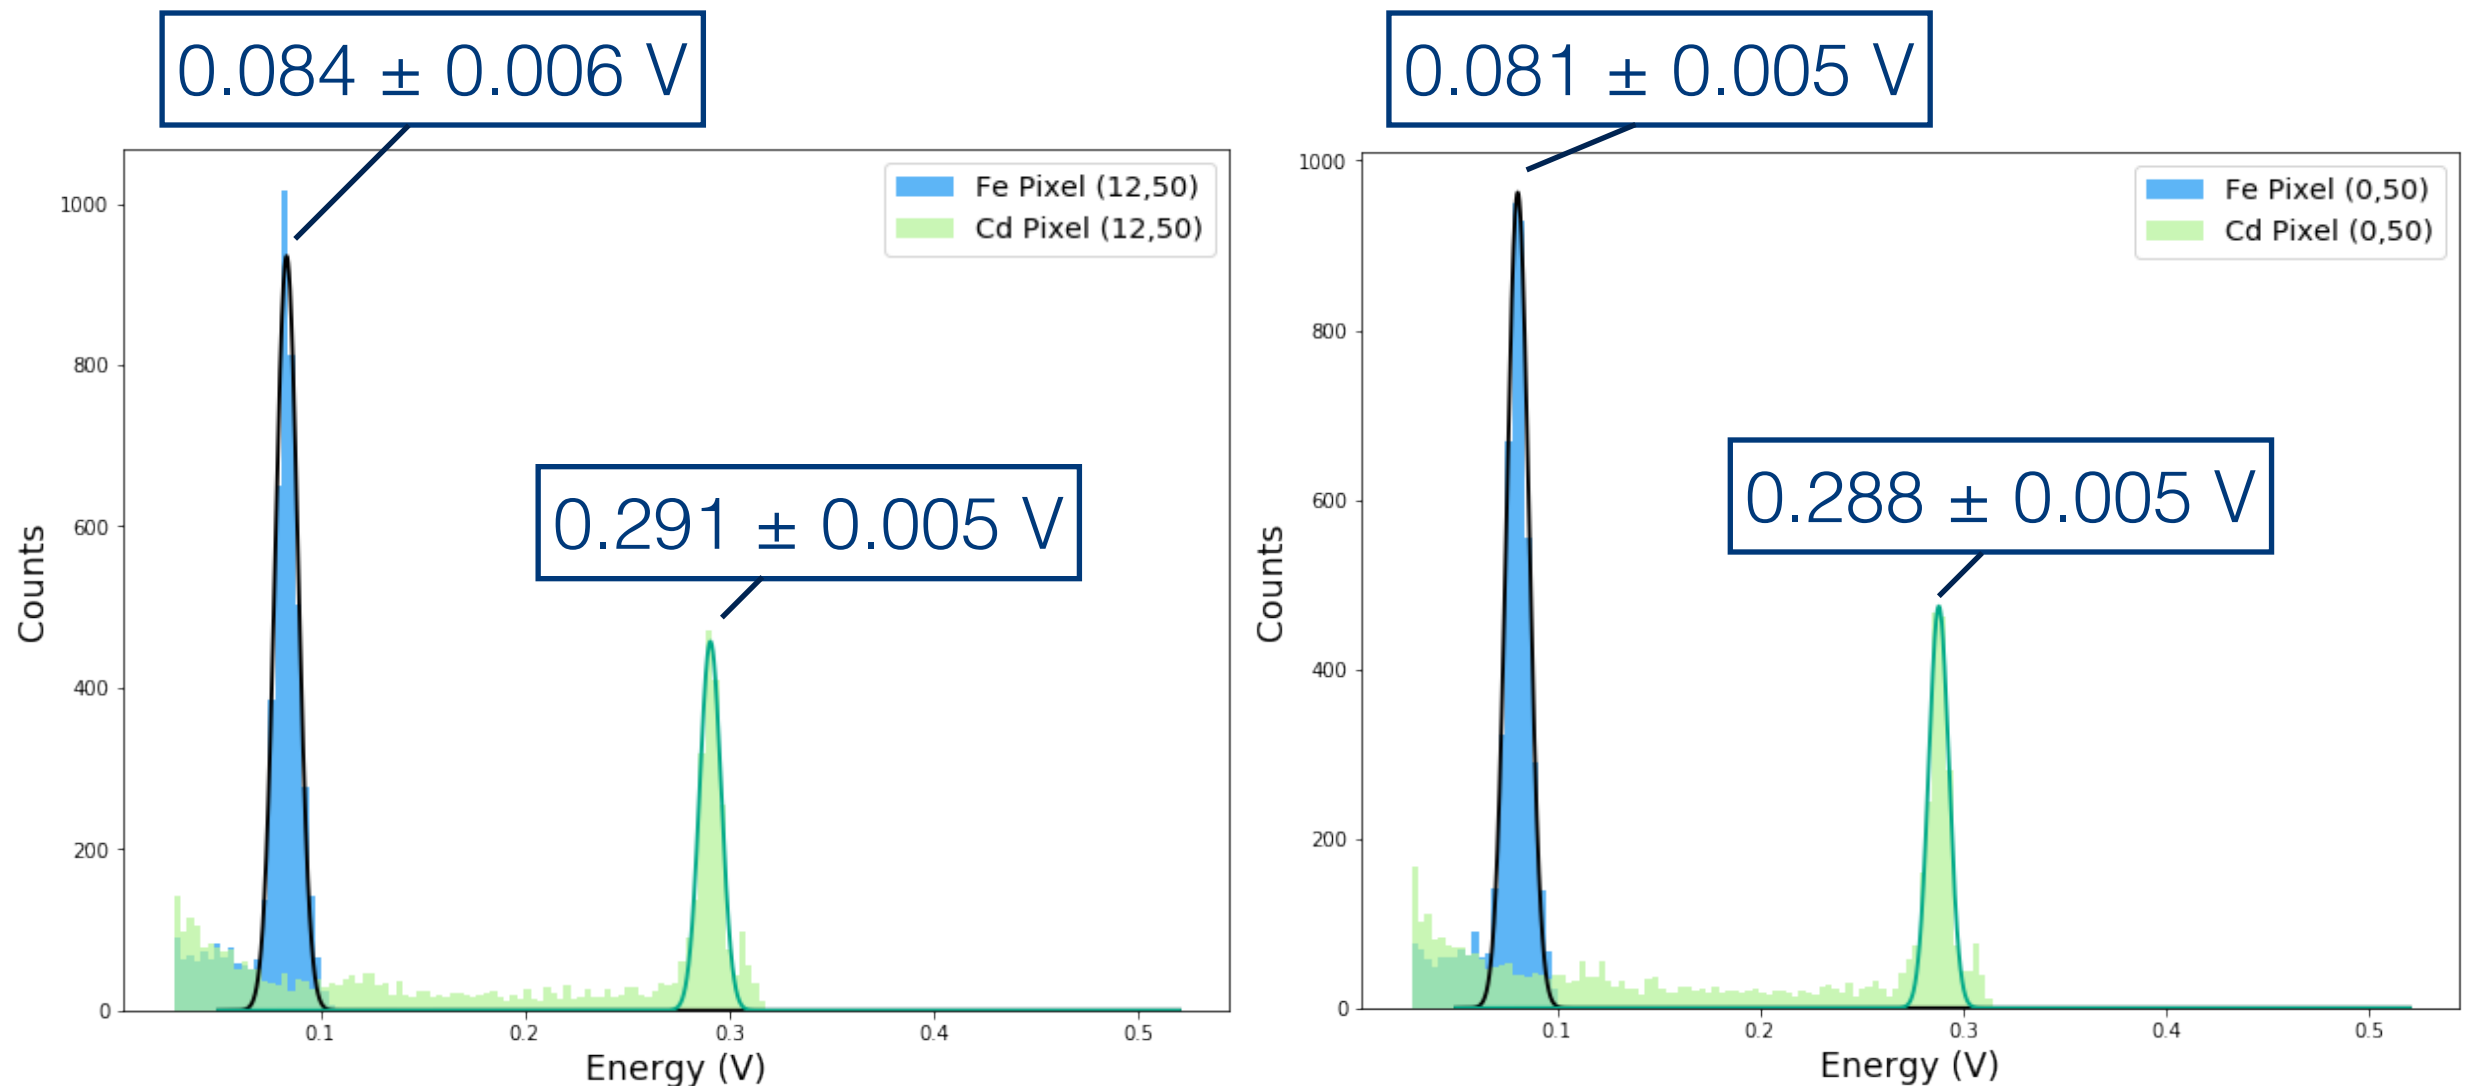 0.084 ± 0.006 V
0.291 ± 0.005 V
Fe Pixel (12,50)
Cd Pixel (12,50)
Counts
1000
800
600
400
200
0
0.1
0.2
0.3
0.4
0.5
Energy (V)
0.081 ± 0.005 V
0.288 ± 0.005 V
Fe Pixel (0,50)
Cd Pixel (0,50)
Counts
1000
800
600
400
200
0
0.1
0.2
0.3
0.4
0.5
Energy (V)